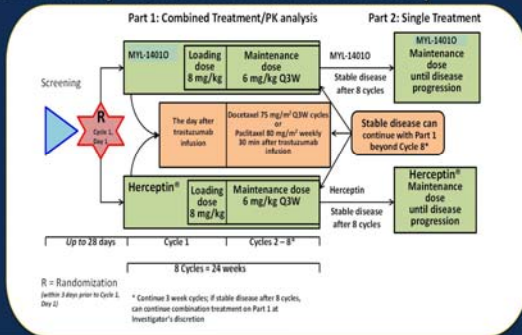 Part 1: Combined Treatment/PK analysis
Part 2: Single Treatment
Screening
R
Cycle 1,
Day 1
MYL-1401O
Loading
dose
8 mg/kg
Maintenance
dose
6 mg/kg Q3W
MYL-1401O
Stable disease
after 8 cycles
MYL-1401O
Maintenance
dose
until disease
progression
The day after
trastuzumab
infusion
Docetaxel 75 mg/m² Q3W cycles
or
Paclitaxel 80 mg/m² weekly
30 min after trastuzumab
infusion
Stable disease can
continue with Part 1
beyond Cycle 8*
Herceptin®
Loading
dose
8 mg/kg
Maintenance dose
6 mg/kg Q3W
Herceptin
Stable disease
after 8 cycles
Herceptin®
Maintenance
dose
until disease
progression
Up to 28 days
Cycle 1
Cycles 2 – 8*
8 Cycles = 24 weeks
R = Randomization
(within 3 days prior to Cycle 1,
Day 1)
* Continue 3 week cycles; if stable disease after 8 cycles,
can continue combination treatment on Part 1 at
Investigator's discretion